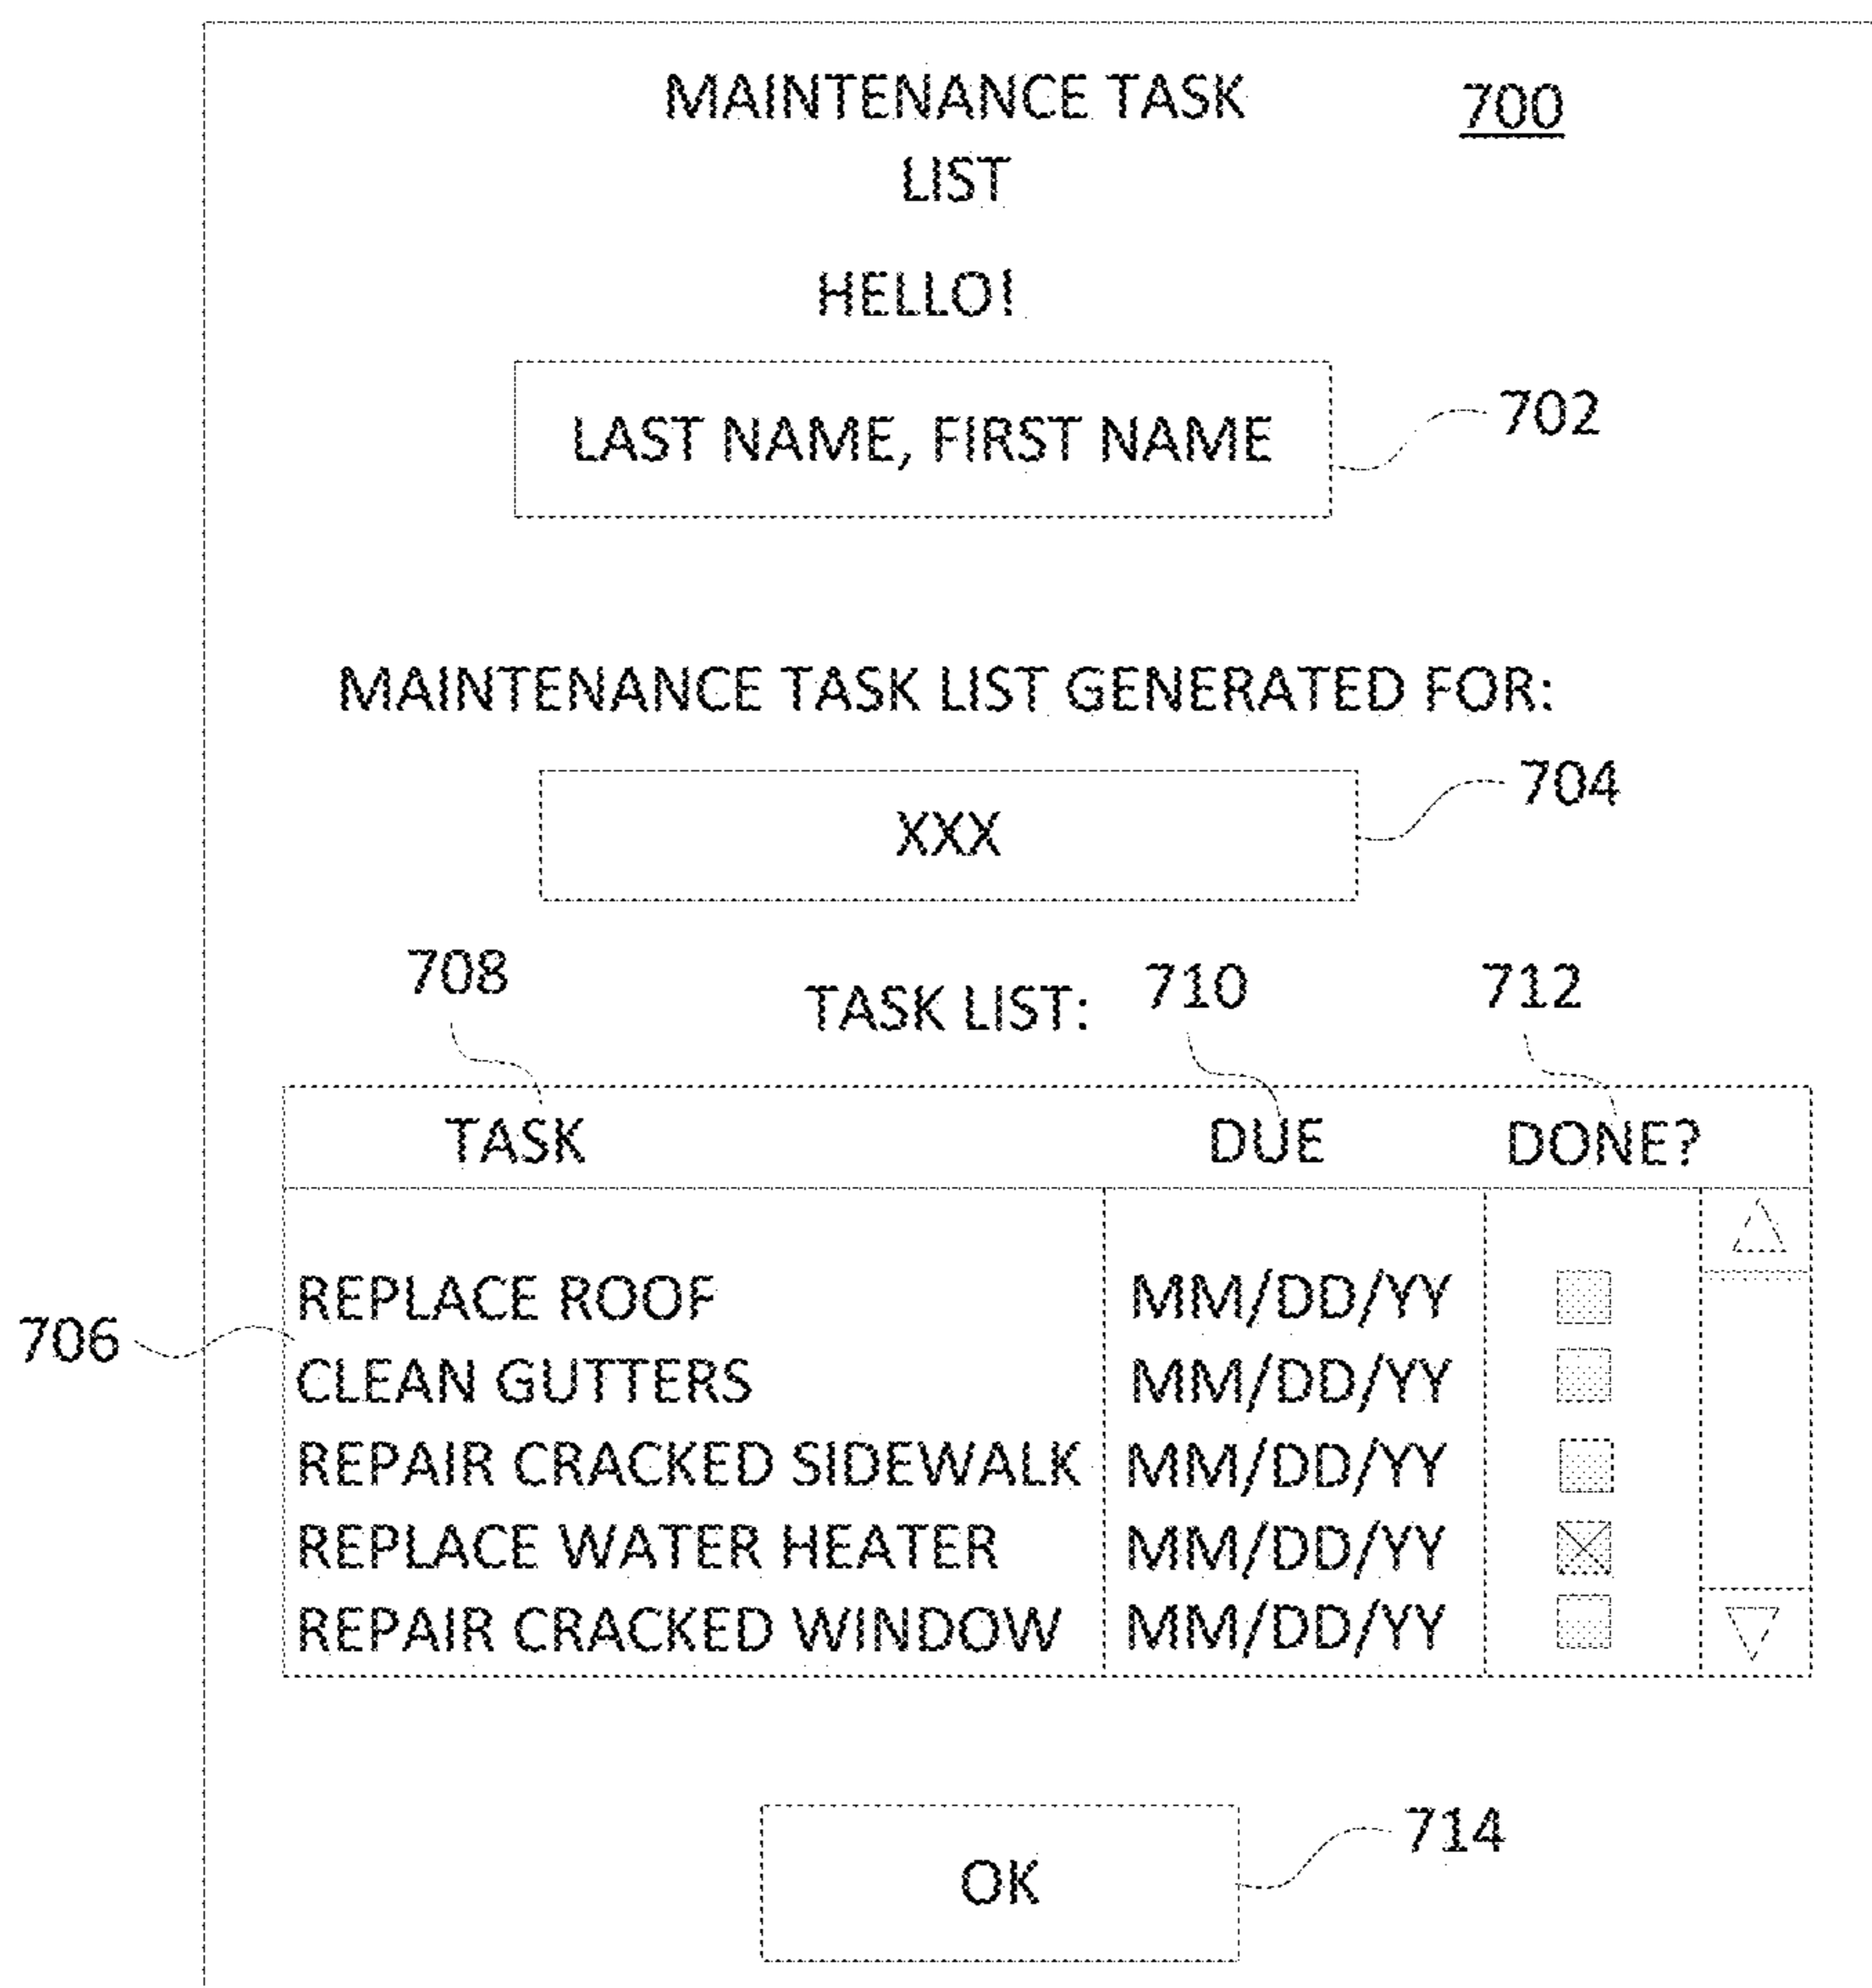 MAINTENANCE TASK 700
LIST
HELLO!
LAST NAME, FIRST NAME 702
MAINTENANCE TASK LIST GENERATED FOR:
XXX 704
708 TASK LIST: 710 712
TASK DUE DONE?
706
REPLACE ROOF MM/DD/YY
CLEAN GUTTERS MM/DD/YY
REPAIR CRACKED SIDEWALK MM/DD/YY
REPLACE WATER HEATER MM/DD/YY
REPAIR CRACKED WINDOW MM/DD/YY
OK 714